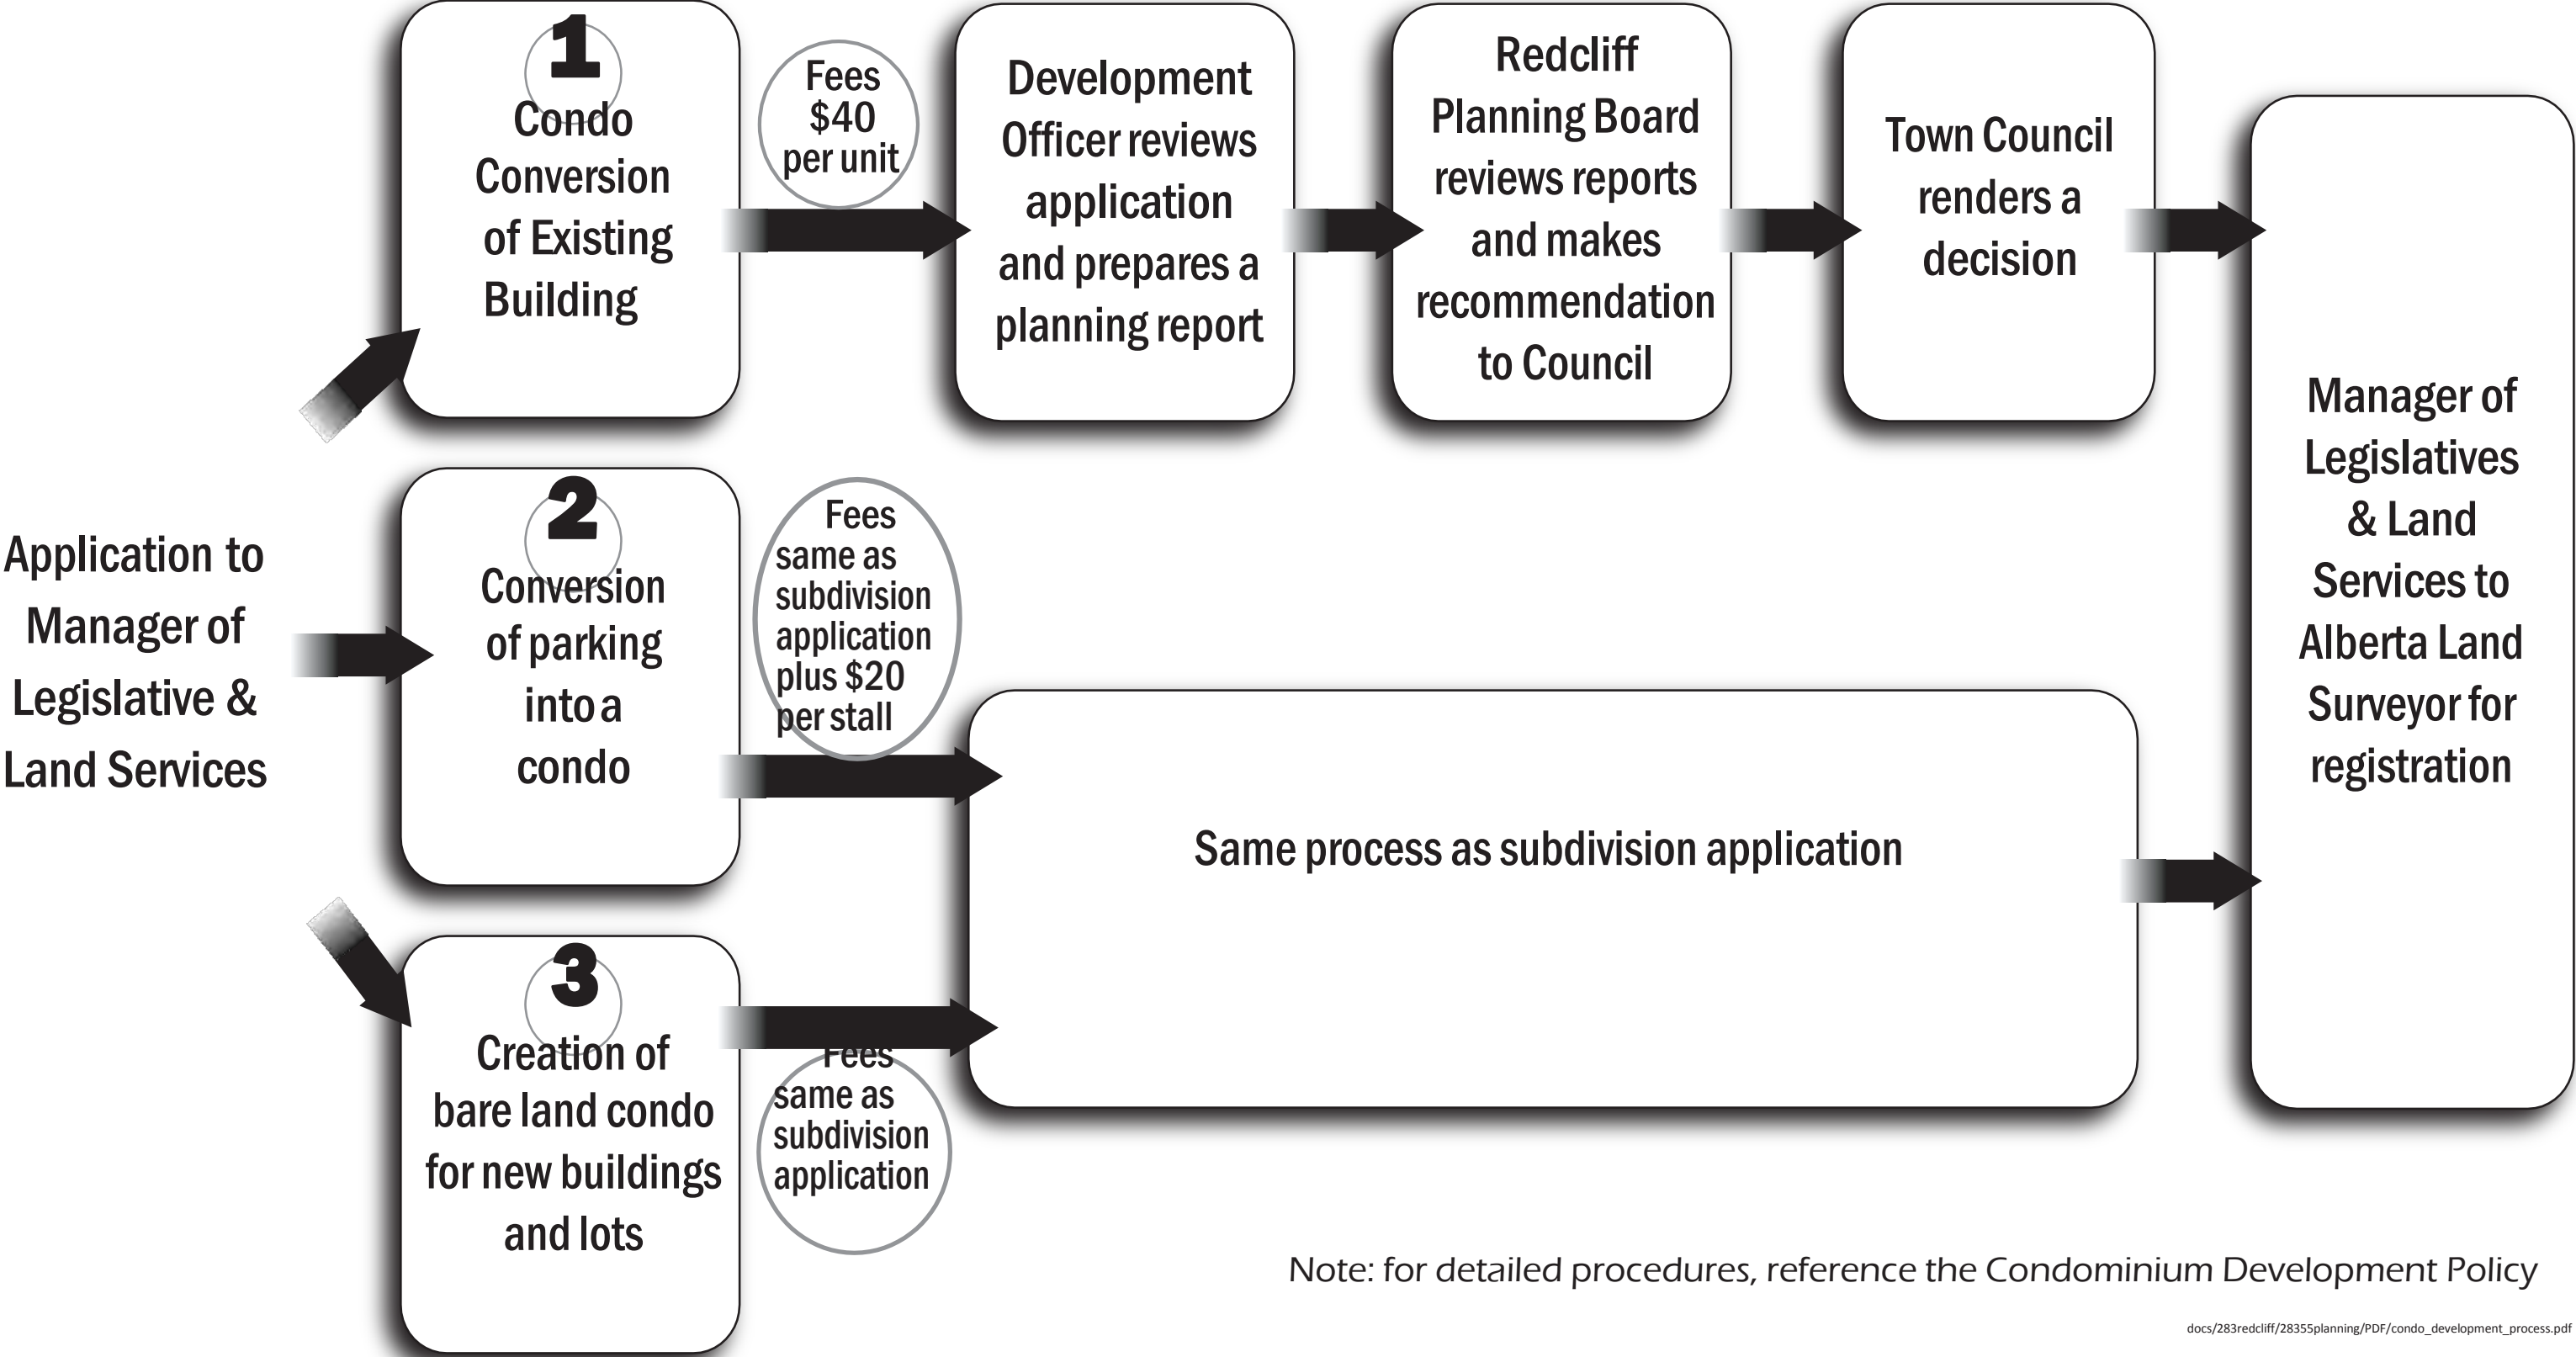 Application to
Manager of
Legislative &
Land Services
1
Condo
Conversion
of Existing
Building
Fees
$40
per unit
Development
Officer reviews
application
and prepares a
planning report
Redcliff
Planning Board
reviews reports
and makes
recommendation
to Council
Town Council
renders a
decision
2
Conversion
of parking
into a
condo
Fees
same as
subdivision
application
plus $20
per stall
3
Creation of
bare land condo
for new buildings
and lots
Fees
same as
subdivision
application
Same process as subdivision application
Manager of
Legislatives
& Land
Services to
Alberta Land
Surveyor for
registration
Note: for detailed procedures, reference the Condominium Development Policy
docs/283redcliff/28355planning/PDF/condo_development_process.pdf